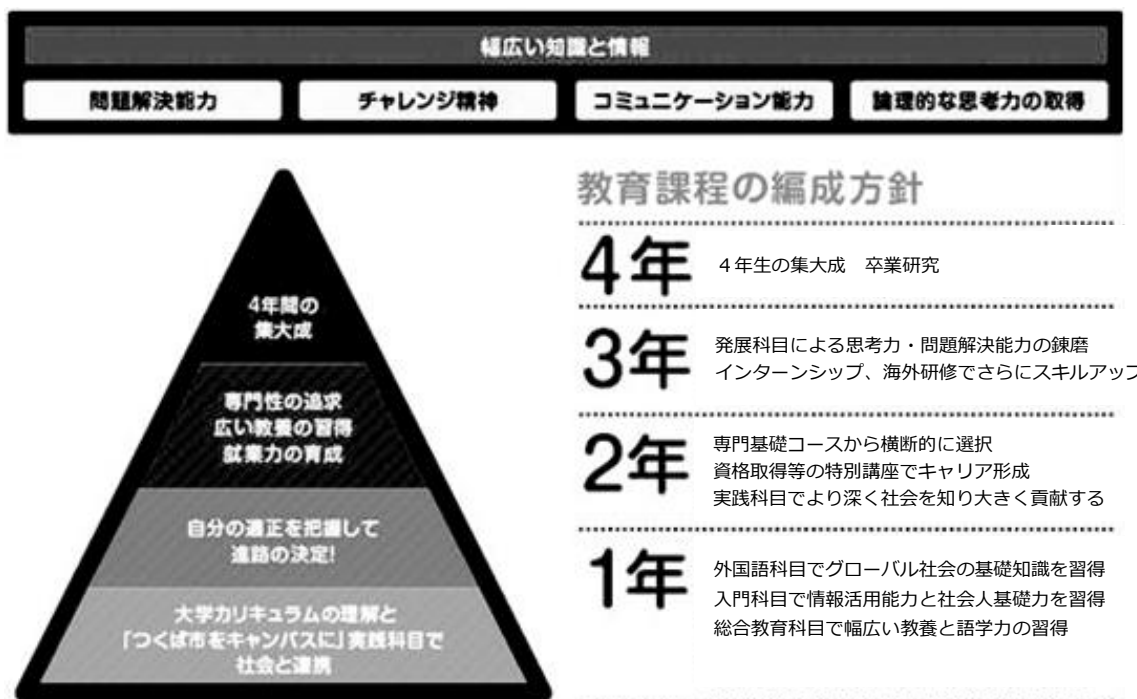 幅広い知識と情報
問題解決能力
チャレンジ精神
コミュニケーション能力
論理的な思考力の取得
4年間の
集大成
専門性の追求
広い教養の習得
就業力の育成
自分の適正を把握して
進路の決定!
大学カリキュラムの理解と
「つくば市をキャンパスに」実践科目で
社会と連携
教育課程の編成方針
4年
４年生の集大成　卒業研究
3年
発展科目による思考力・問題解決能力の錬磨
インターンシップ、海外研修でさらにスキルアップ
2年
専門基礎コースから横断的に選択
資格取得等の特別講座でキャリア形成
実践科目でより深く社会を知り大きく貢献する
1年
外国語科目でグローバル社会の基礎知識を習得
入門科目で情報活用能力と社会人基礎力を習得
総合教育科目で幅広い教養と語学力の習得